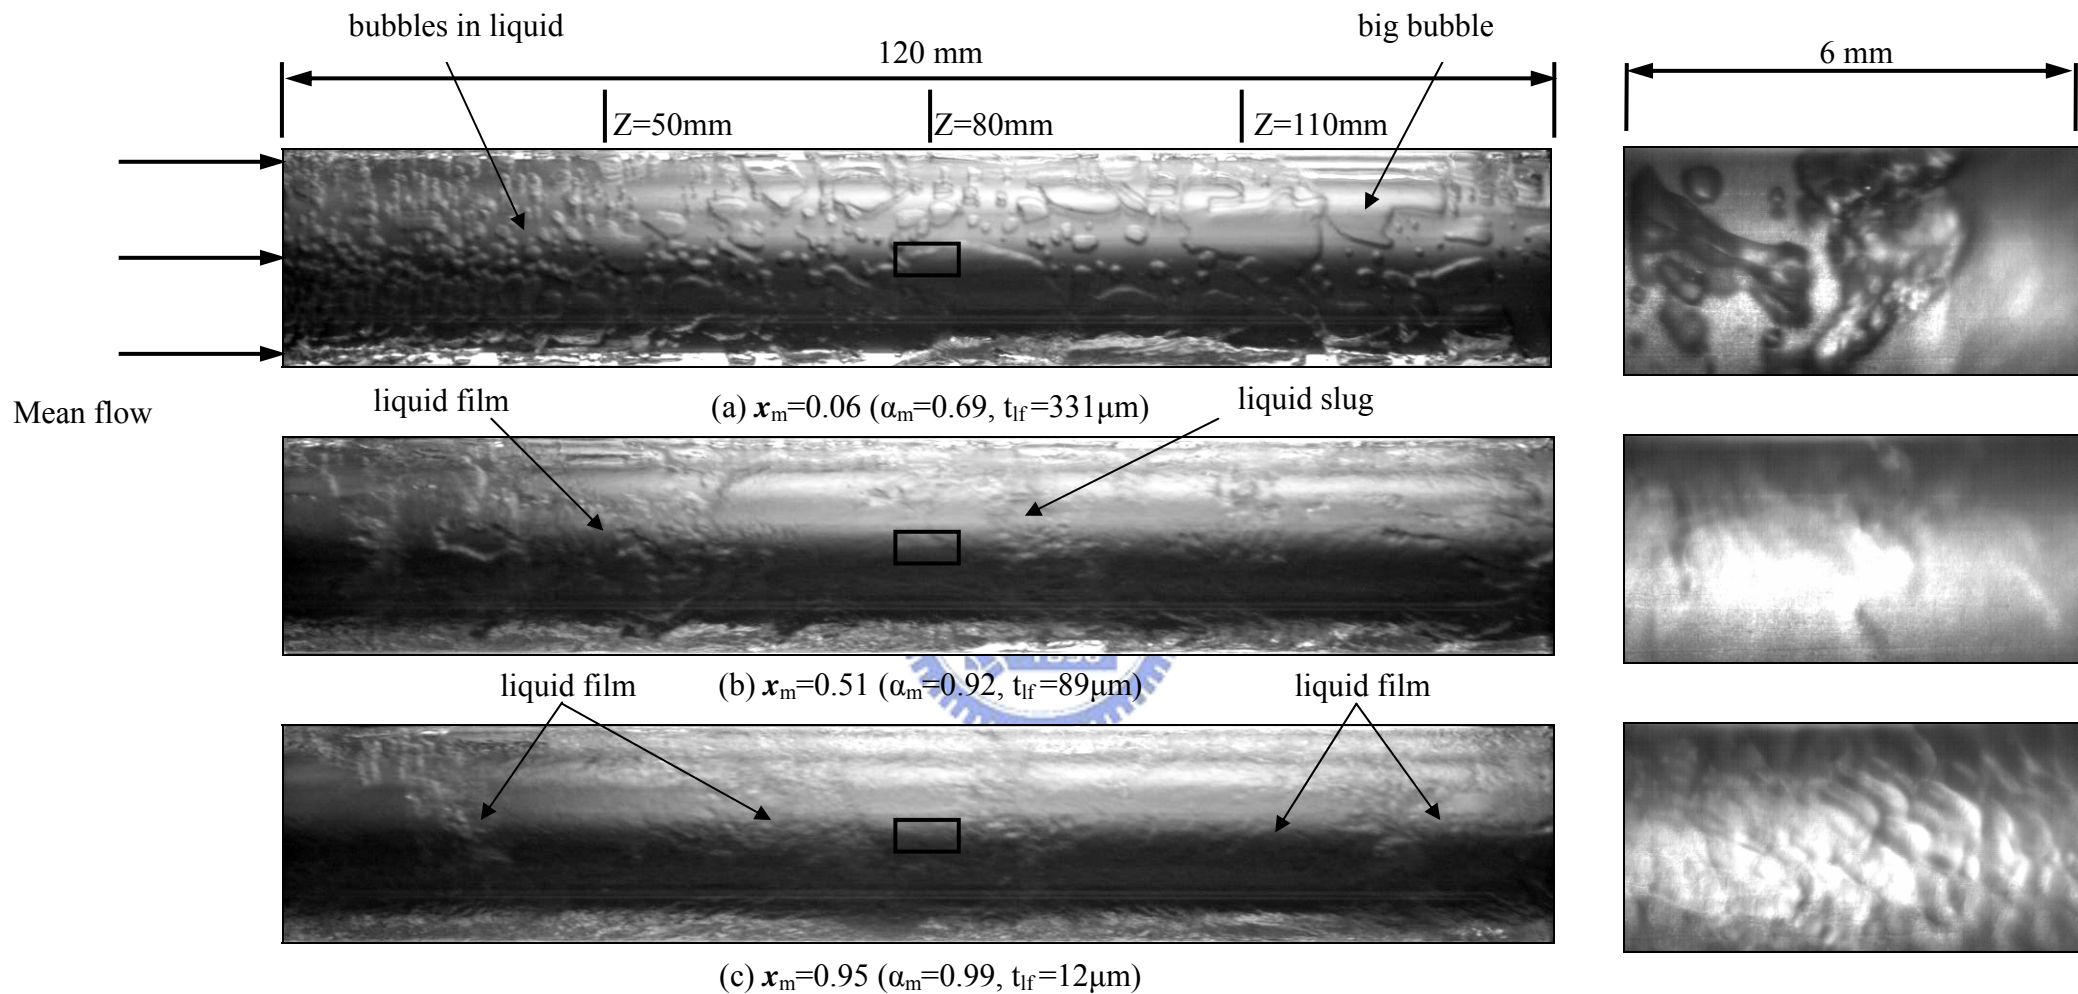 bubbles in liquid
big bubble
120 mm
6 mm
Z=50mm
Z=80mm
Z=110mm
Mean flow
liquid film
(a) xm=0.06 (αm=0.69, tlf=331μm)
liquid slug
liquid film
(b) xm=0.51 (αm=0.92, tlf=89μm)
liquid film
(c) xm=0.95 (αm=0.99, tlf=12μm)